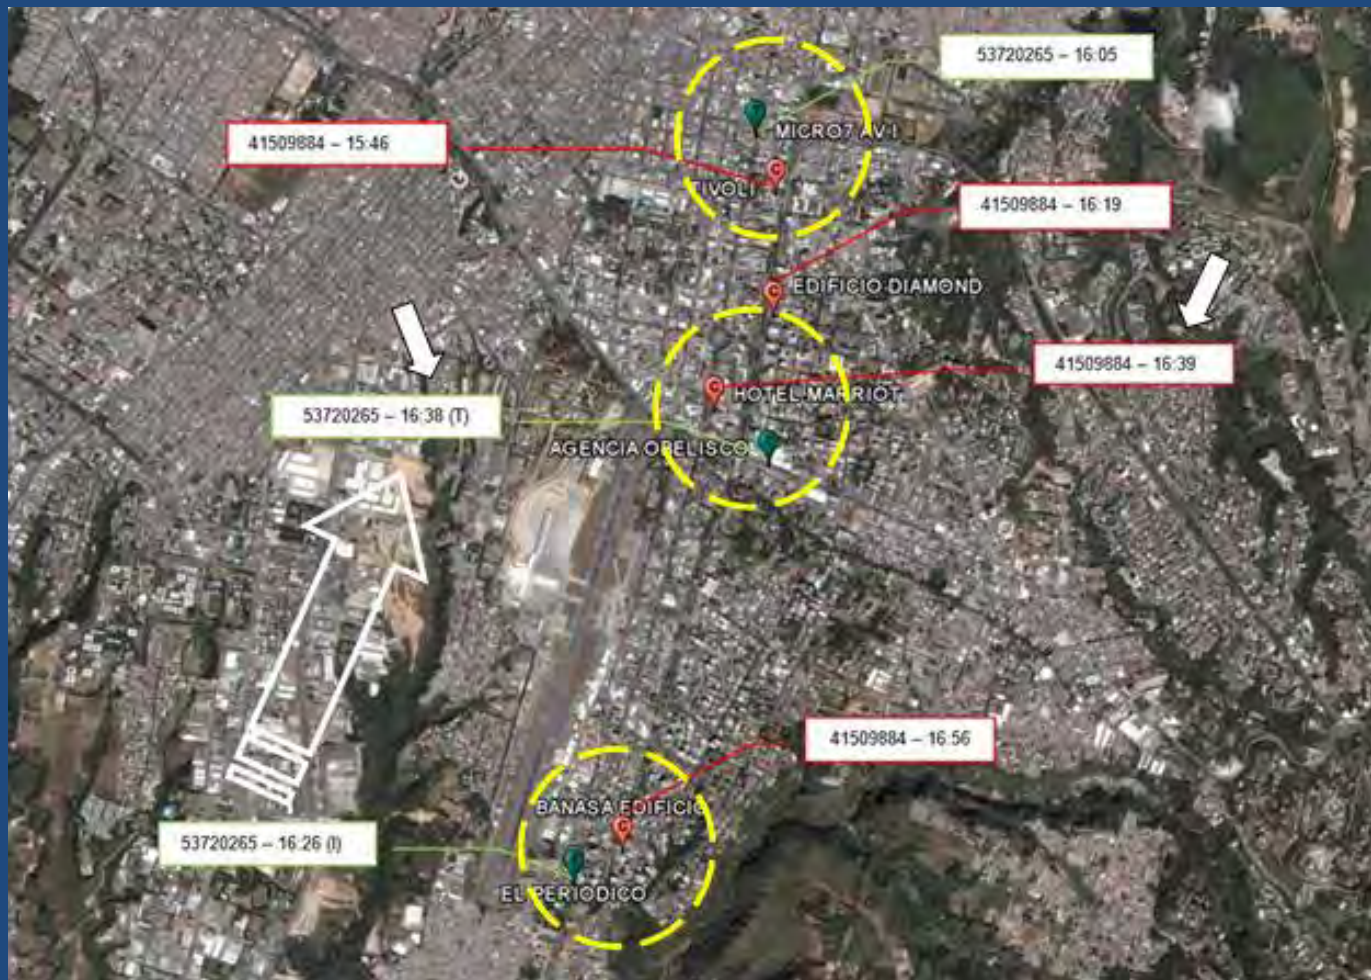 53720265 – 16:05
MICRO7 AV I
41509884 – 15:46
TIVOLI
41509884 – 16:19
EDIFICIO DIAMOND
41509884 – 16:39
HOTEL MARRIOT
53720265 – 16:38 (T)
AGENCIA OBELISCO
41509884 – 16:56
BANASA EDIFICIO
53720265 – 16:26 (I)
EL PERIODICO